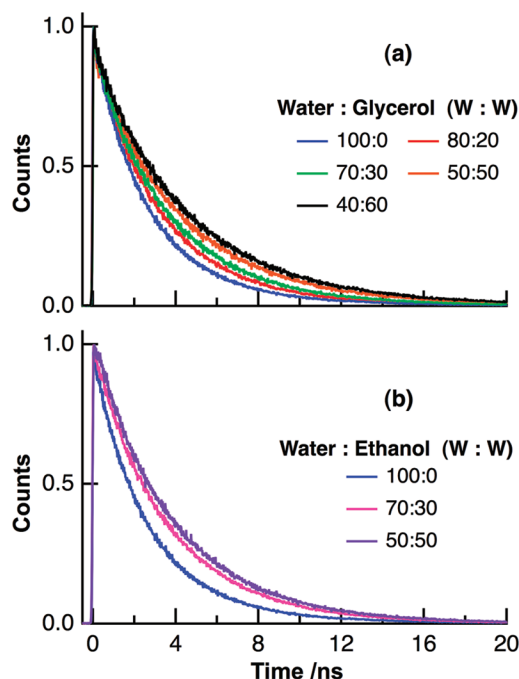 (a)
Water : Glycerol (W : W)
100:0 80:20
70:30 50:50
40:60
Counts
1.0
0.5
0.0
(b)
Water : Ethanol (W : W)
100:0
70:30
50:50
Counts
1.0
0.5
0.0
0 4 8 12 16 20
Time /ns